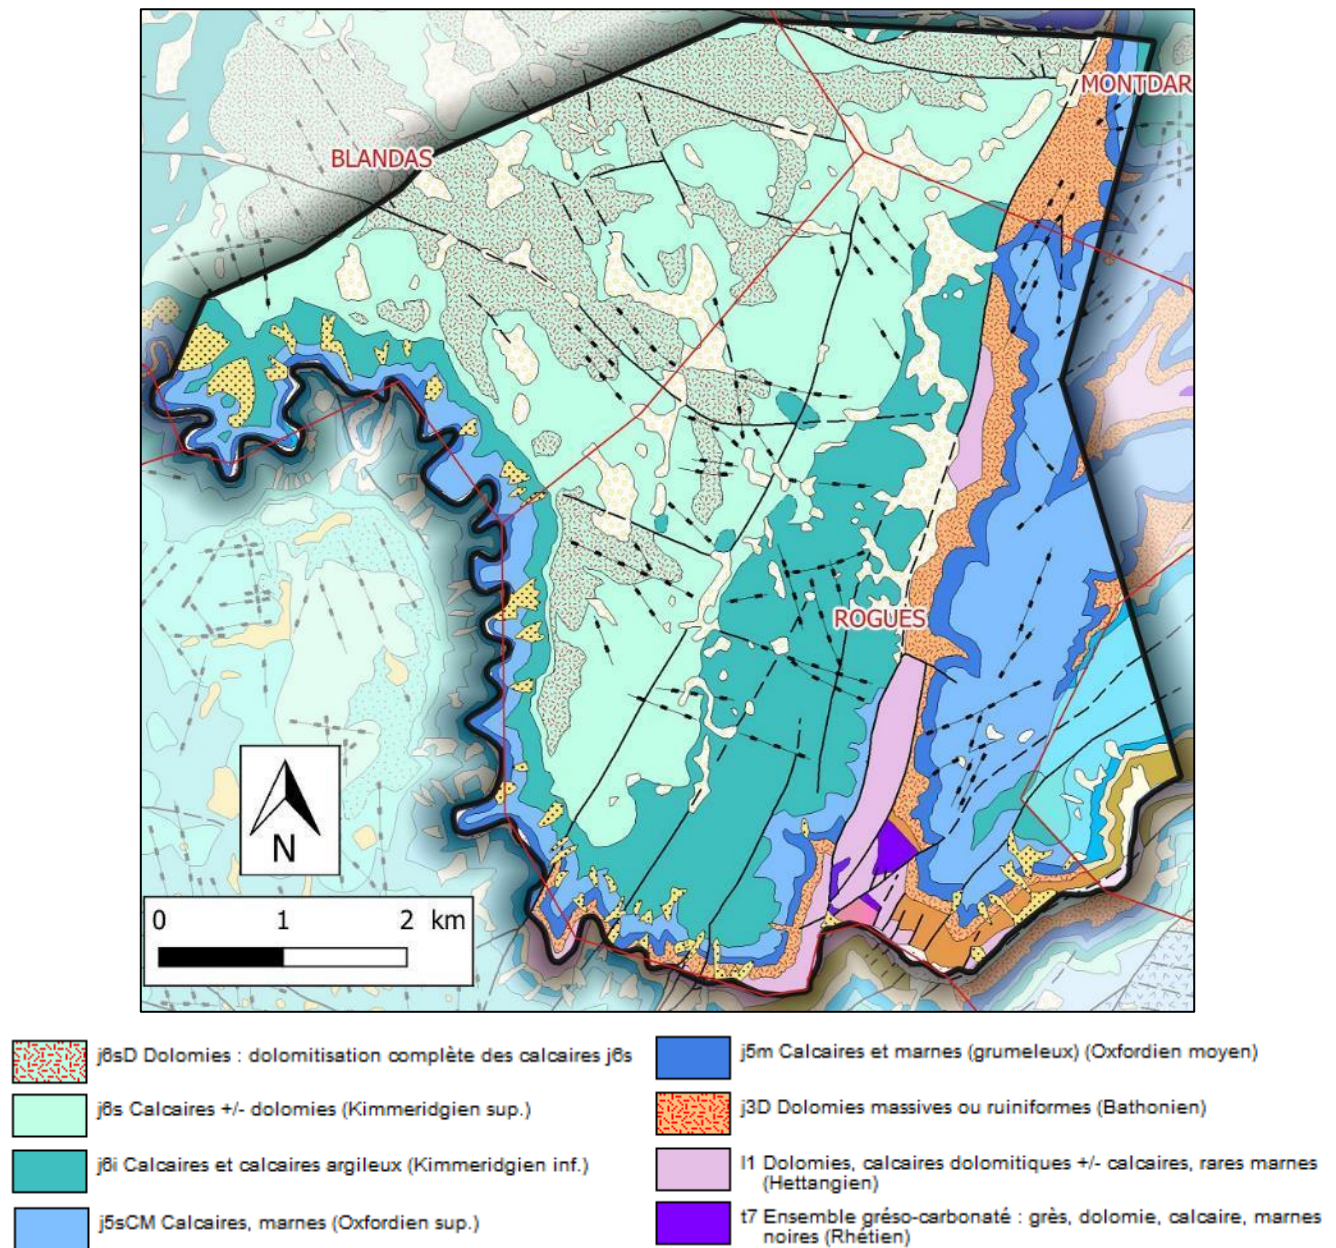 MONTDAR
BLANDAS
ROGUES
N
0 1 2 km
j6sD Dolomies : dolomitisation complète des calcaires j6s
j6s Calcaires +/- dolomies (Kimmeridgien sup.)
j6i Calcaires et calcaires argileux (Kimmeridgien inf.)
j5sCM Calcaires, marnes (Oxfordien sup.)
j5m Calcaires et marnes (grumeleux) (Oxfordien moyen)
j3D Dolomies massives ou ruiniformes (Bathonien)
l1 Dolomies, calcaires dolomitiques +/- calcaires, rares marnes
(Hettangien)
t7 Ensemble gréso-carbonaté : grès, dolomie, calcaire, marnes
noires (Rhétien)